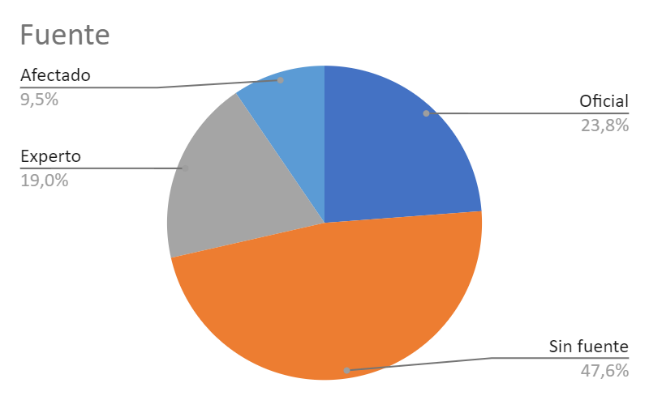 Fuente
Afectado
9,5%
Oficial
23,8%
Experto
19,0%
Sin fuente
47,6%